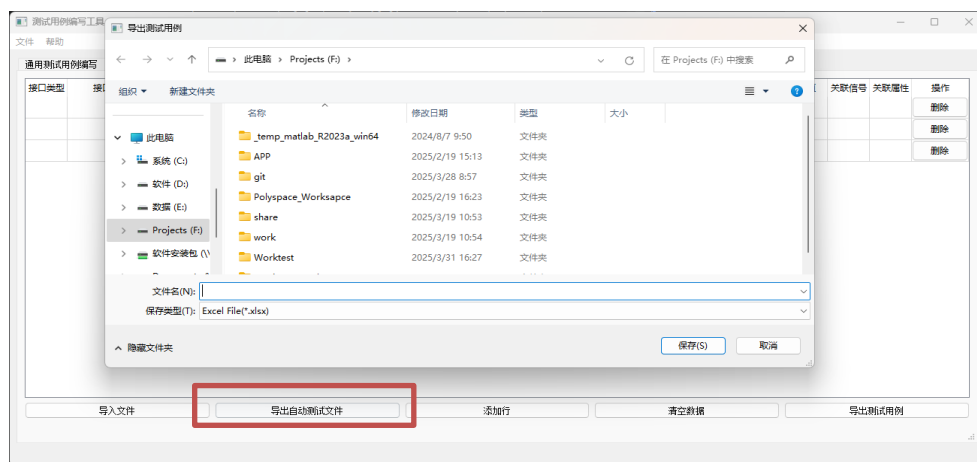 测试用例编写工具
导出测试用例
文件 帮助
此电脑 > Projects (F:) >
在 Projects (F:) 中搜索
通用测试用例编写
组织 新建文件夹
接口类型
关联信号 关联属性 操作
名称 修改日期 类型 大小
删除
此电脑
_temp_matlab_R2023a_win64 2024/8/7 9:50 文件夹
删除
系统 (C:)
APP 2025/2/19 15:13 文件夹
删除
git 2025/3/28 8:57 文件夹
软件 (D:)
Polyspace_Worksapce 2025/2/19 16:23 文件夹
数据 (E:)
share 2025/3/19 10:53 文件夹
Projects (F:)
work 2025/3/19 10:54 文件夹
软件安装包 (\\
Worktest 2025/3/31 16:27 文件夹
文件名(N):
保存类型(T): Excel File(*.xlsx)
隐藏文件夹
保存(S) 取消
导入文件 导出自动测试文件 添加行 清空数据 导出测试用例